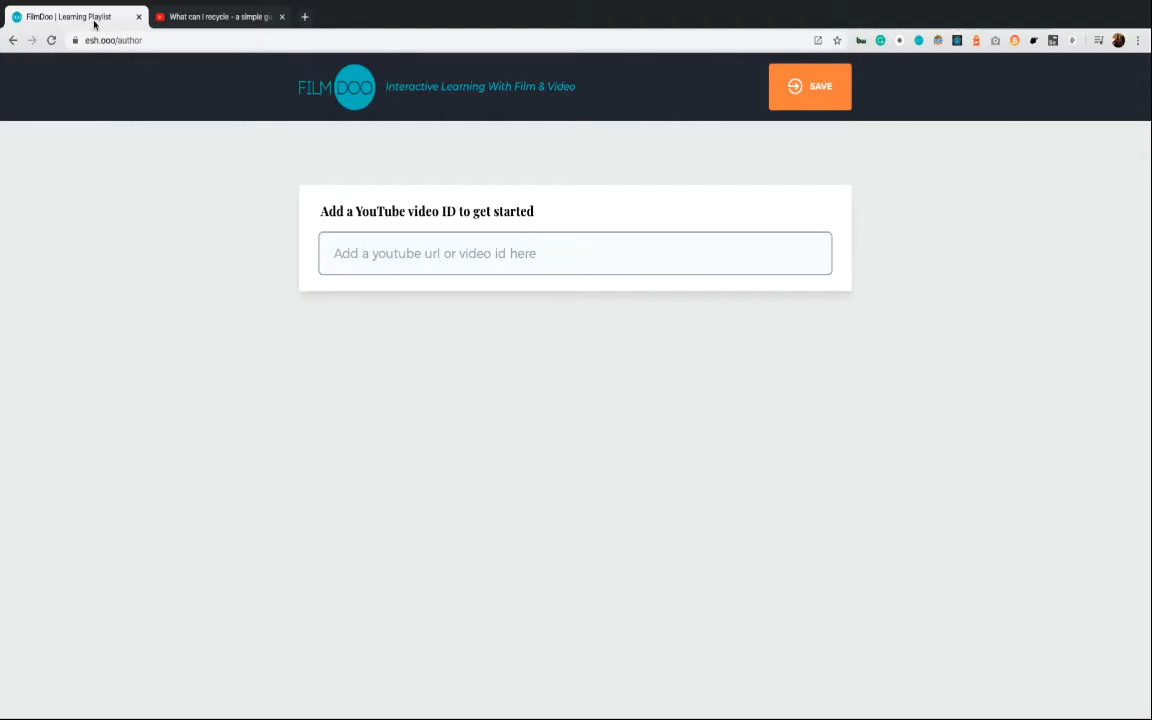 FilmDoo | Learning Playlist
What can I recycle - a simple gu
esh.ooo/author
FILM DOO
Interactive Learning With Film & Video
SAVE
Add a YouTube video ID to get started
Add a youtube url or video id here